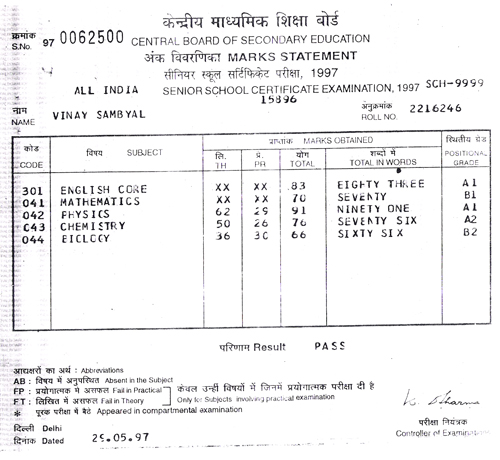 केन्द्रीय माध्यमिक शिक्षा बोर्ड
क्रमांक
S.No. 97 0062500 CENTRAL BOARD OF SECONDARY EDUCATION
अंक विवरणिका MARKS STATEMENT
सीनियर स्कूल सर्टिफिकेट परीक्षा, 1997
ALL INDIA SENIOR SCHOOL CERTIFICATE EXAMINATION, 1997 SCH-9999
15896
नाम
NAME VINAY SAMBYAL
अनुक्रमांक
ROLL NO. 2216246
कोड
CODE
विषय SUBJECT
प्राप्तांक MARKS OBTAINED
लि.
TH
प्र.
PR
योग
TOTAL
शब्दों में
TOTAL IN WORDS
स्थितीय ग्रेड
POSITIONAL
GRADE
301 ENGLISH CORE XX XX 83 EIGHTY THREE A1
041 MATHEMATICS XX XX 70 SEVENTY B1
042 PHYSICS 62 29 91 NINETY ONE A1
043 CHEMISTRY 50 26 76 SEVENTY SIX A2
044 BIOLOGY 36 30 66 SIXTY SIX B2
परिणाम Result PASS
आद्यक्षरों का अर्थ : Abbreviations
AB : विषय में अनुपस्थित Absent in the Subject
FP : प्रयोगात्मक में असफल Fail in Practical
FT : लिखित में असफल Fail in Theory
केवल उन्हीं विषयों में जिनमें प्रयोगात्मक परीक्षा दी है
Only for Subjects involving practical examination
* पूरक परीक्षा में बैठे Appeared in compartmental examination
दिल्ली Delhi
दिनांक Dated 29.05.97
परीक्षा नियंत्रक
Controller of Examinations